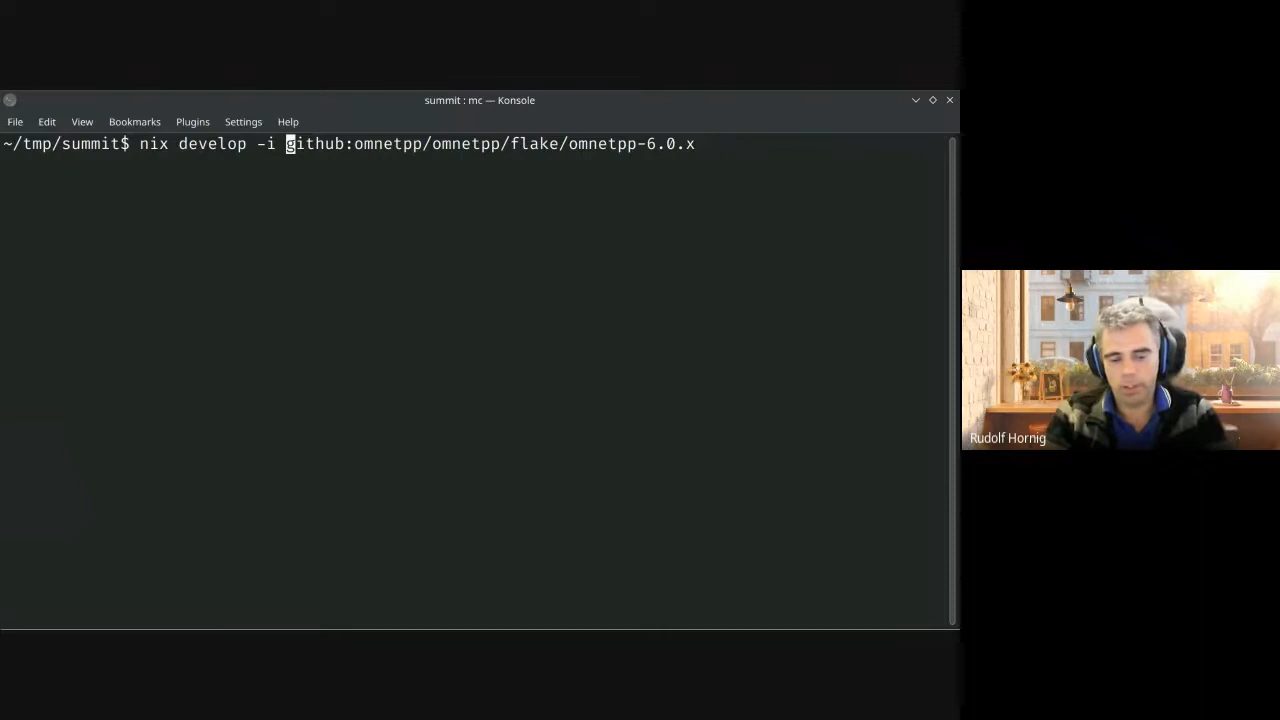 summit : mc — Konsole
File Edit View Bookmarks Plugins Settings Help
~/tmp/summit$ nix develop -i github:omnetpp/omnetpp/flake/omnetpp-6.0.x
Rudolf Hornig